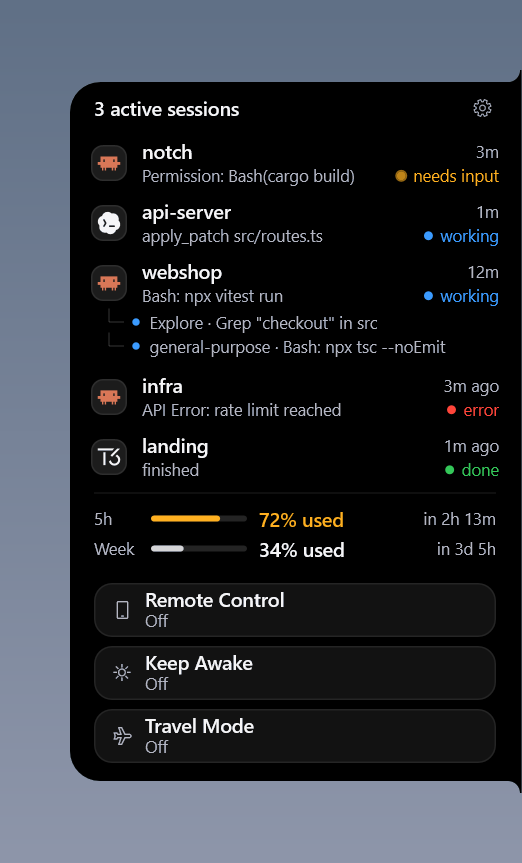 3 active sessions
notch 3m
Permission: Bash(cargo build) needs input
api-server 1m
apply_patch src/routes.ts working
webshop 12m
Bash: npx vitest run working
Explore · Grep "checkout" in src
general-purpose · Bash: npx tsc --noEmit
infra 3m ago
API Error: rate limit reached error
T3 landing 1m ago
finished done
5h 72% used in 2h 13m
Week 34% used in 3d 5h
Remote Control
Off
Keep Awake
Off
Travel Mode
Off